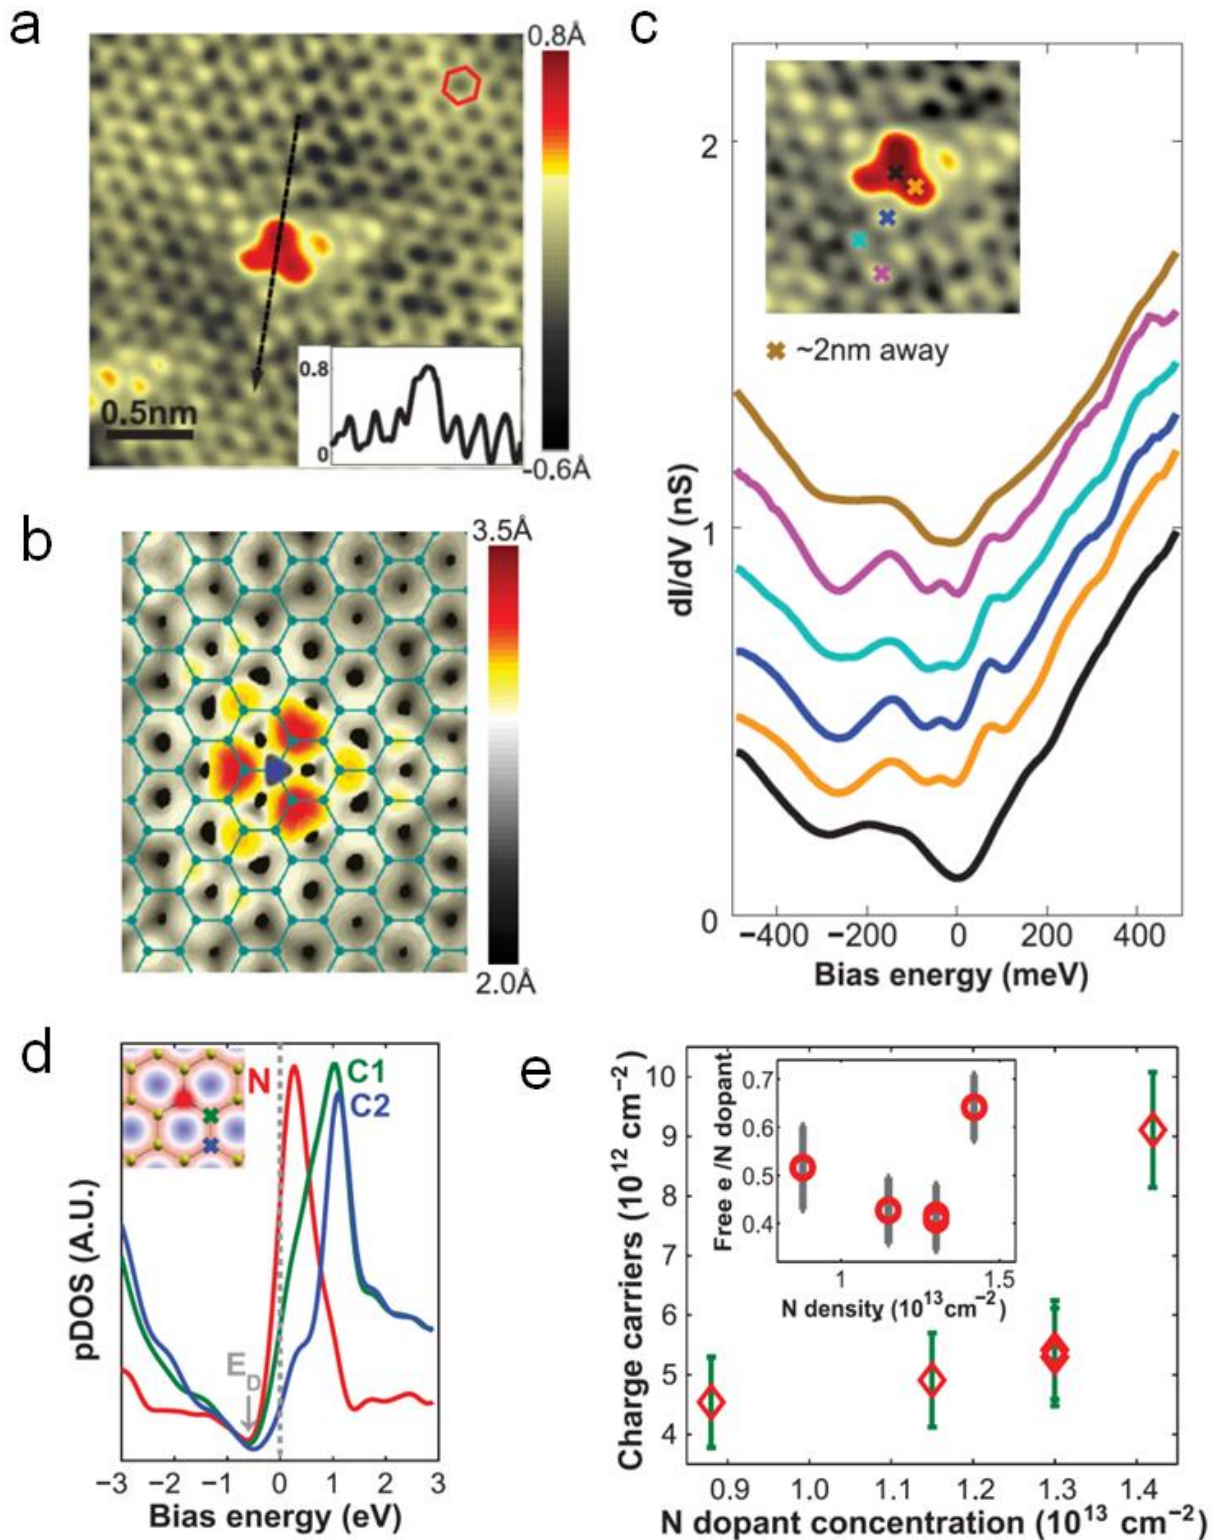 a
0.8Å
0.8
0
0.5nm
-0.6Å
b
3.5Å
2.0Å
c
2
1
0
~2nm away
dI/dV (nS)
−400 −200 0 200 400
Bias energy (meV)
d
N
C1
C2
E_D
pDOS (A.U.)
−3 −2 −1 0 1 2 3
Bias energy (eV)
e
10
9
8
7
6
5
4
Charge carriers (10^12 cm^−2)
0.7
0.6
0.5
0.4
Free e /N dopant
1 1.5
N density (10^13 cm^−2)
0.9 1.0 1.1 1.2 1.3 1.4
N dopant concentration (10^13 cm^−2)